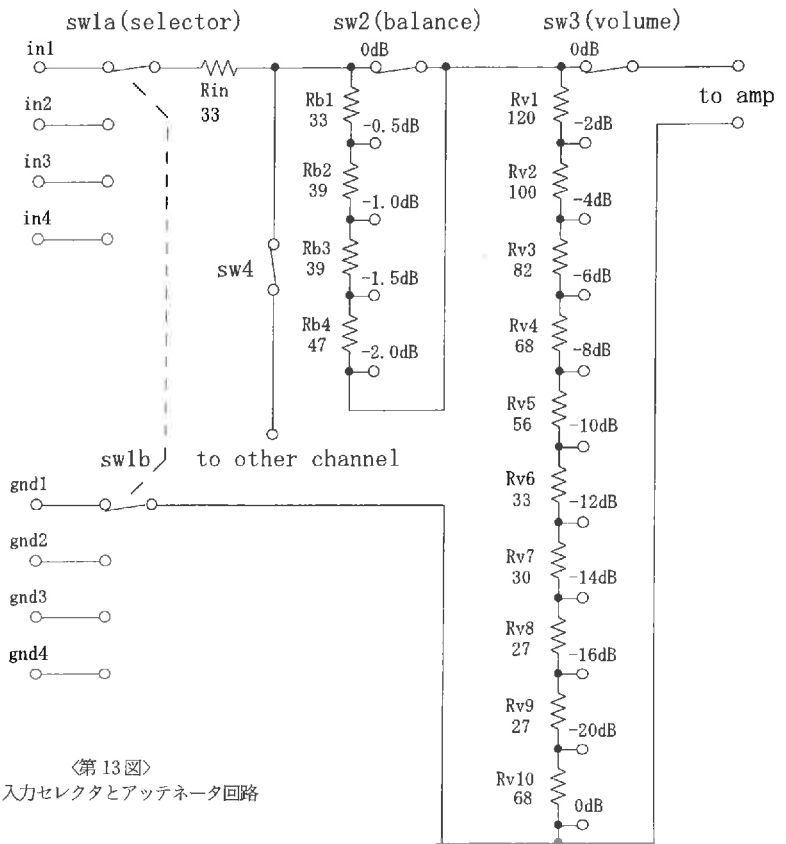 sw1a(selector)
sw2(balance)
sw3(volume)
in1
0dB
0dB
Rin
33
to amp
Rb1
33
-0.5dB
Rv1
120
-2dB
in2
Rb2
39
-1.0dB
Rv2
100
-4dB
in3
in4
sw4
Rb3
39
-1.5dB
Rv3
82
-6dB
Rb4
47
-2.0dB
Rv4
68
-8dB
Rv5
56
-10dB
sw1b
to other channel
Rv6
33
-12dB
gnd1
gnd2
Rv7
30
-14dB
gnd3
Rv8
27
-16dB
gnd4
Rv9
27
-20dB
Rv10
68
0dB
〈第13図〉
入力セレクタとアッテネータ回路